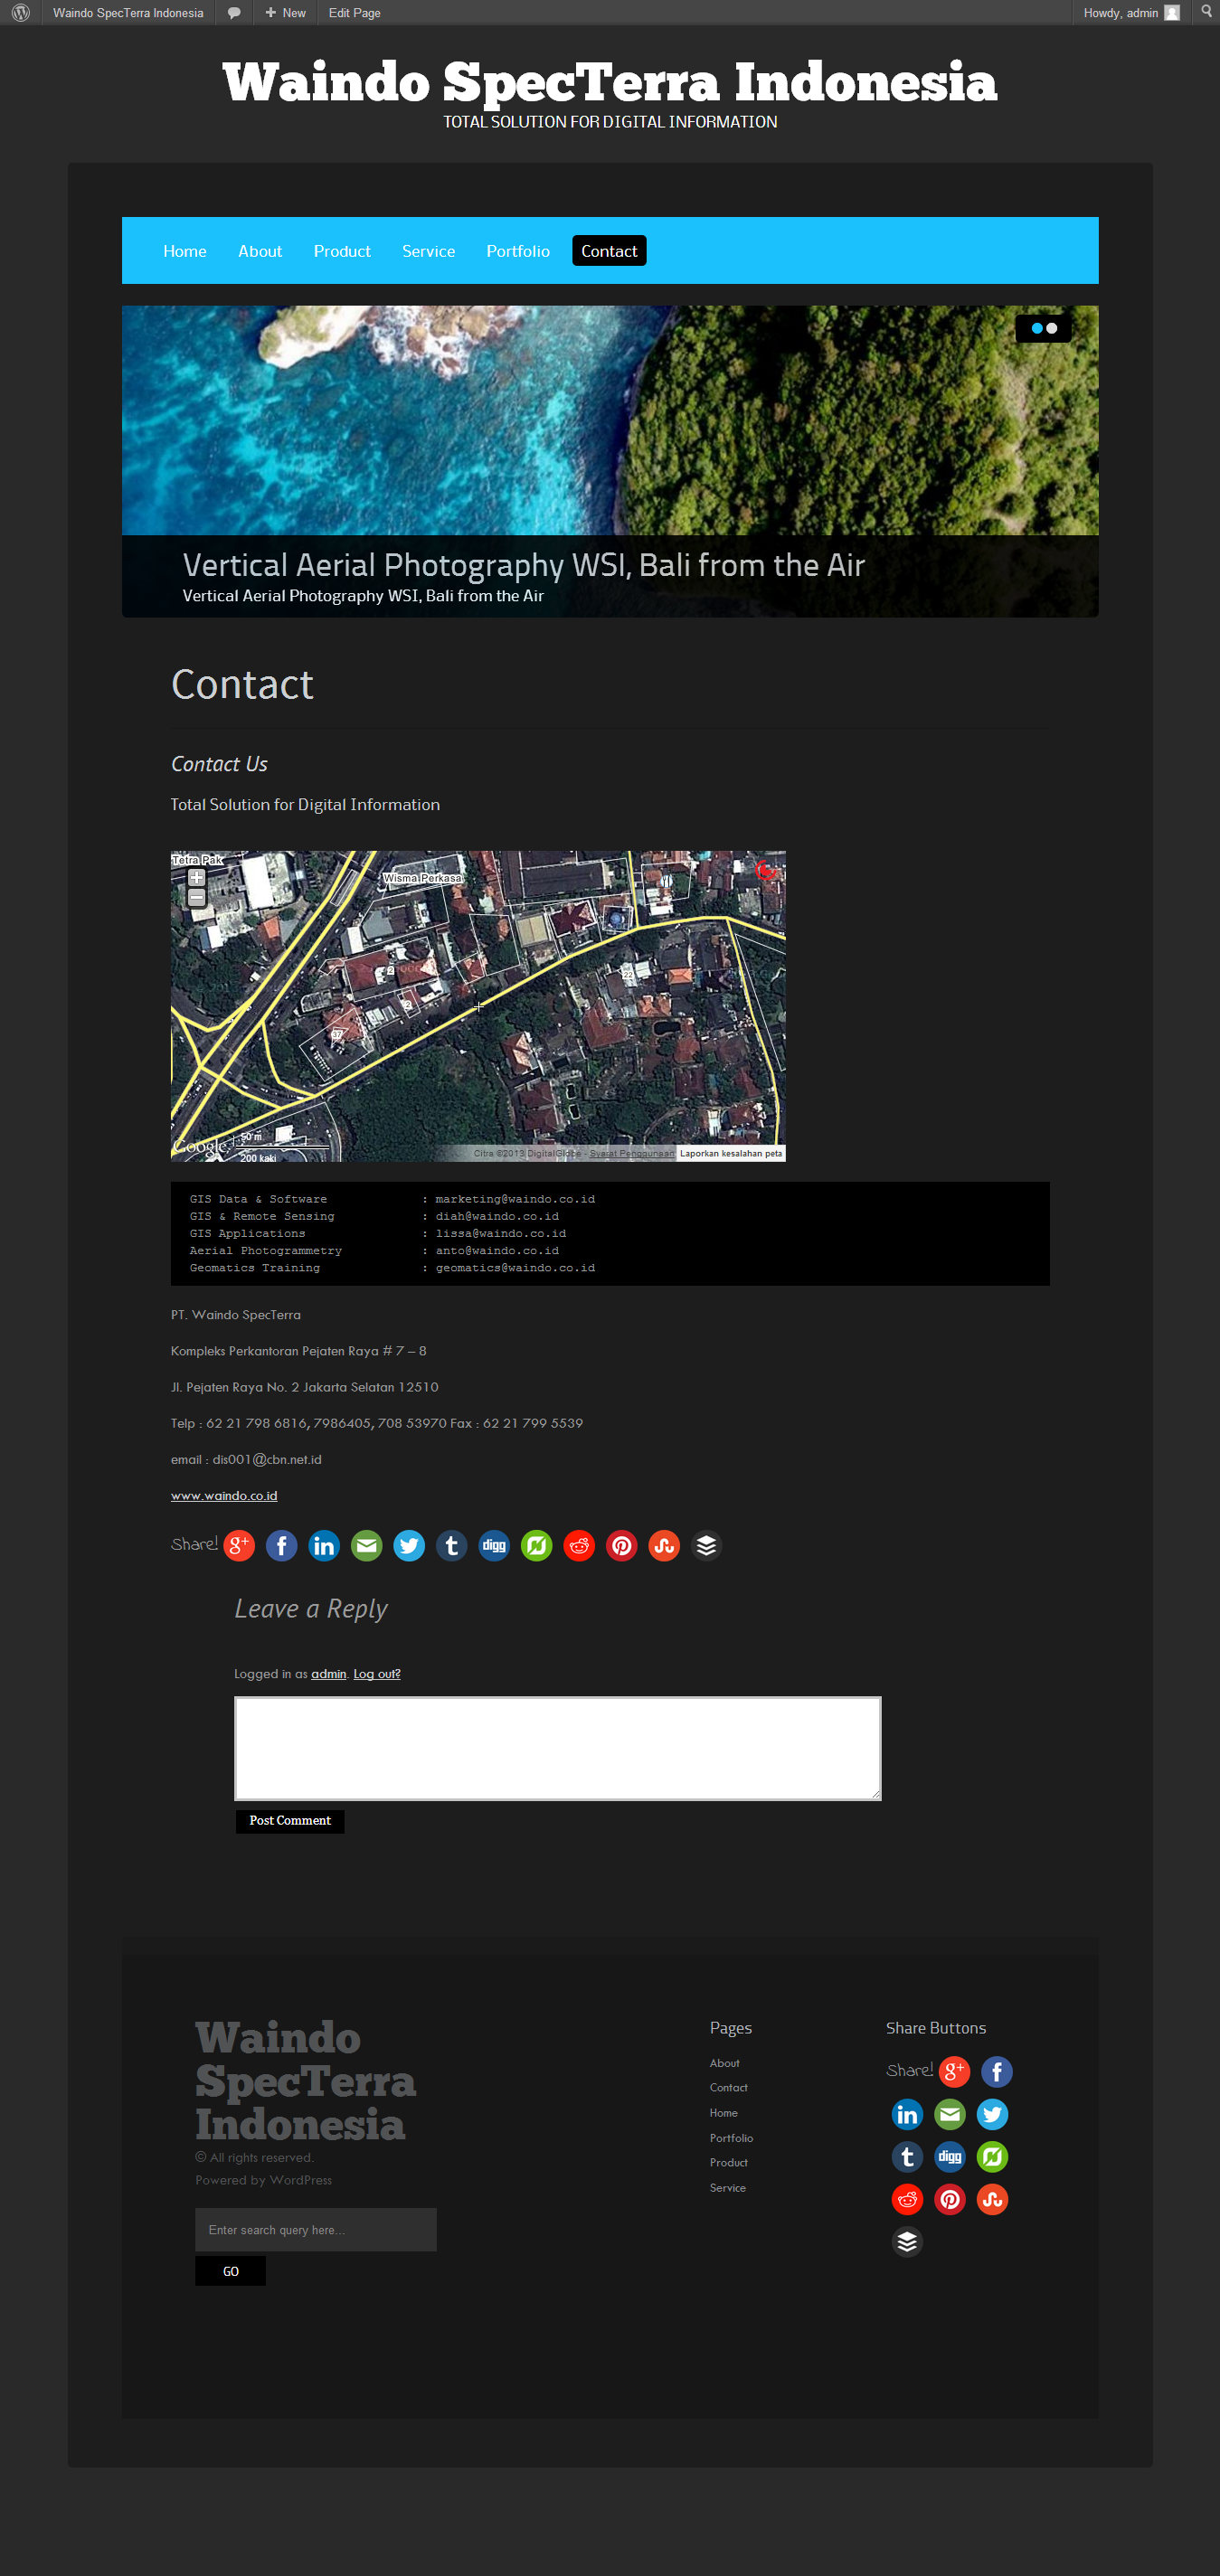 Waindo SpecTerra Indonesia
New
Edit Page
Howdy, admin
Waindo SpecTerra Indonesia
TOTAL SOLUTION FOR DIGITAL INFORMATION
Home About Product Service Portfolio Contact
Vertical Aerial Photography WSI, Bali from the Air
Vertical Aerial Photography WSI, Bali from the Air
Contact
Contact Us
Total Solution for Digital Information
Tetra Pak
Wisma Perkasa
2
2
22
37
Google
50 m
200 kaki
Citra ©2013 DigitalGlobe - Syarat Penggunaan Laporkan kesalahan peta
GIS Data & Software : marketing@waindo.co.id
GIS & Remote Sensing : diah@waindo.co.id
GIS Applications : lissa@waindo.co.id
Aerial Photogrammetry : anto@waindo.co.id
Geomatics Training : geomatics@waindo.co.id
PT. Waindo SpecTerra
Kompleks Perkantoran Pejaten Raya # 7 – 8
Jl. Pejaten Raya No. 2 Jakarta Selatan 12510
Telp : 62 21 798 6816, 7986405, 708 53970 Fax : 62 21 799 5539
email : dis001@cbn.net.id
www.waindo.co.id
Share! g+ f in t digg
Leave a Reply
Logged in as admin. Log out?
Post Comment
Waindo
SpecTerra
Indonesia
© All rights reserved.
Powered by WordPress
Enter search query here...
GO
Pages
About
Contact
Home
Portfolio
Product
Service
Share Buttons
Share! g+ f
in
t digg